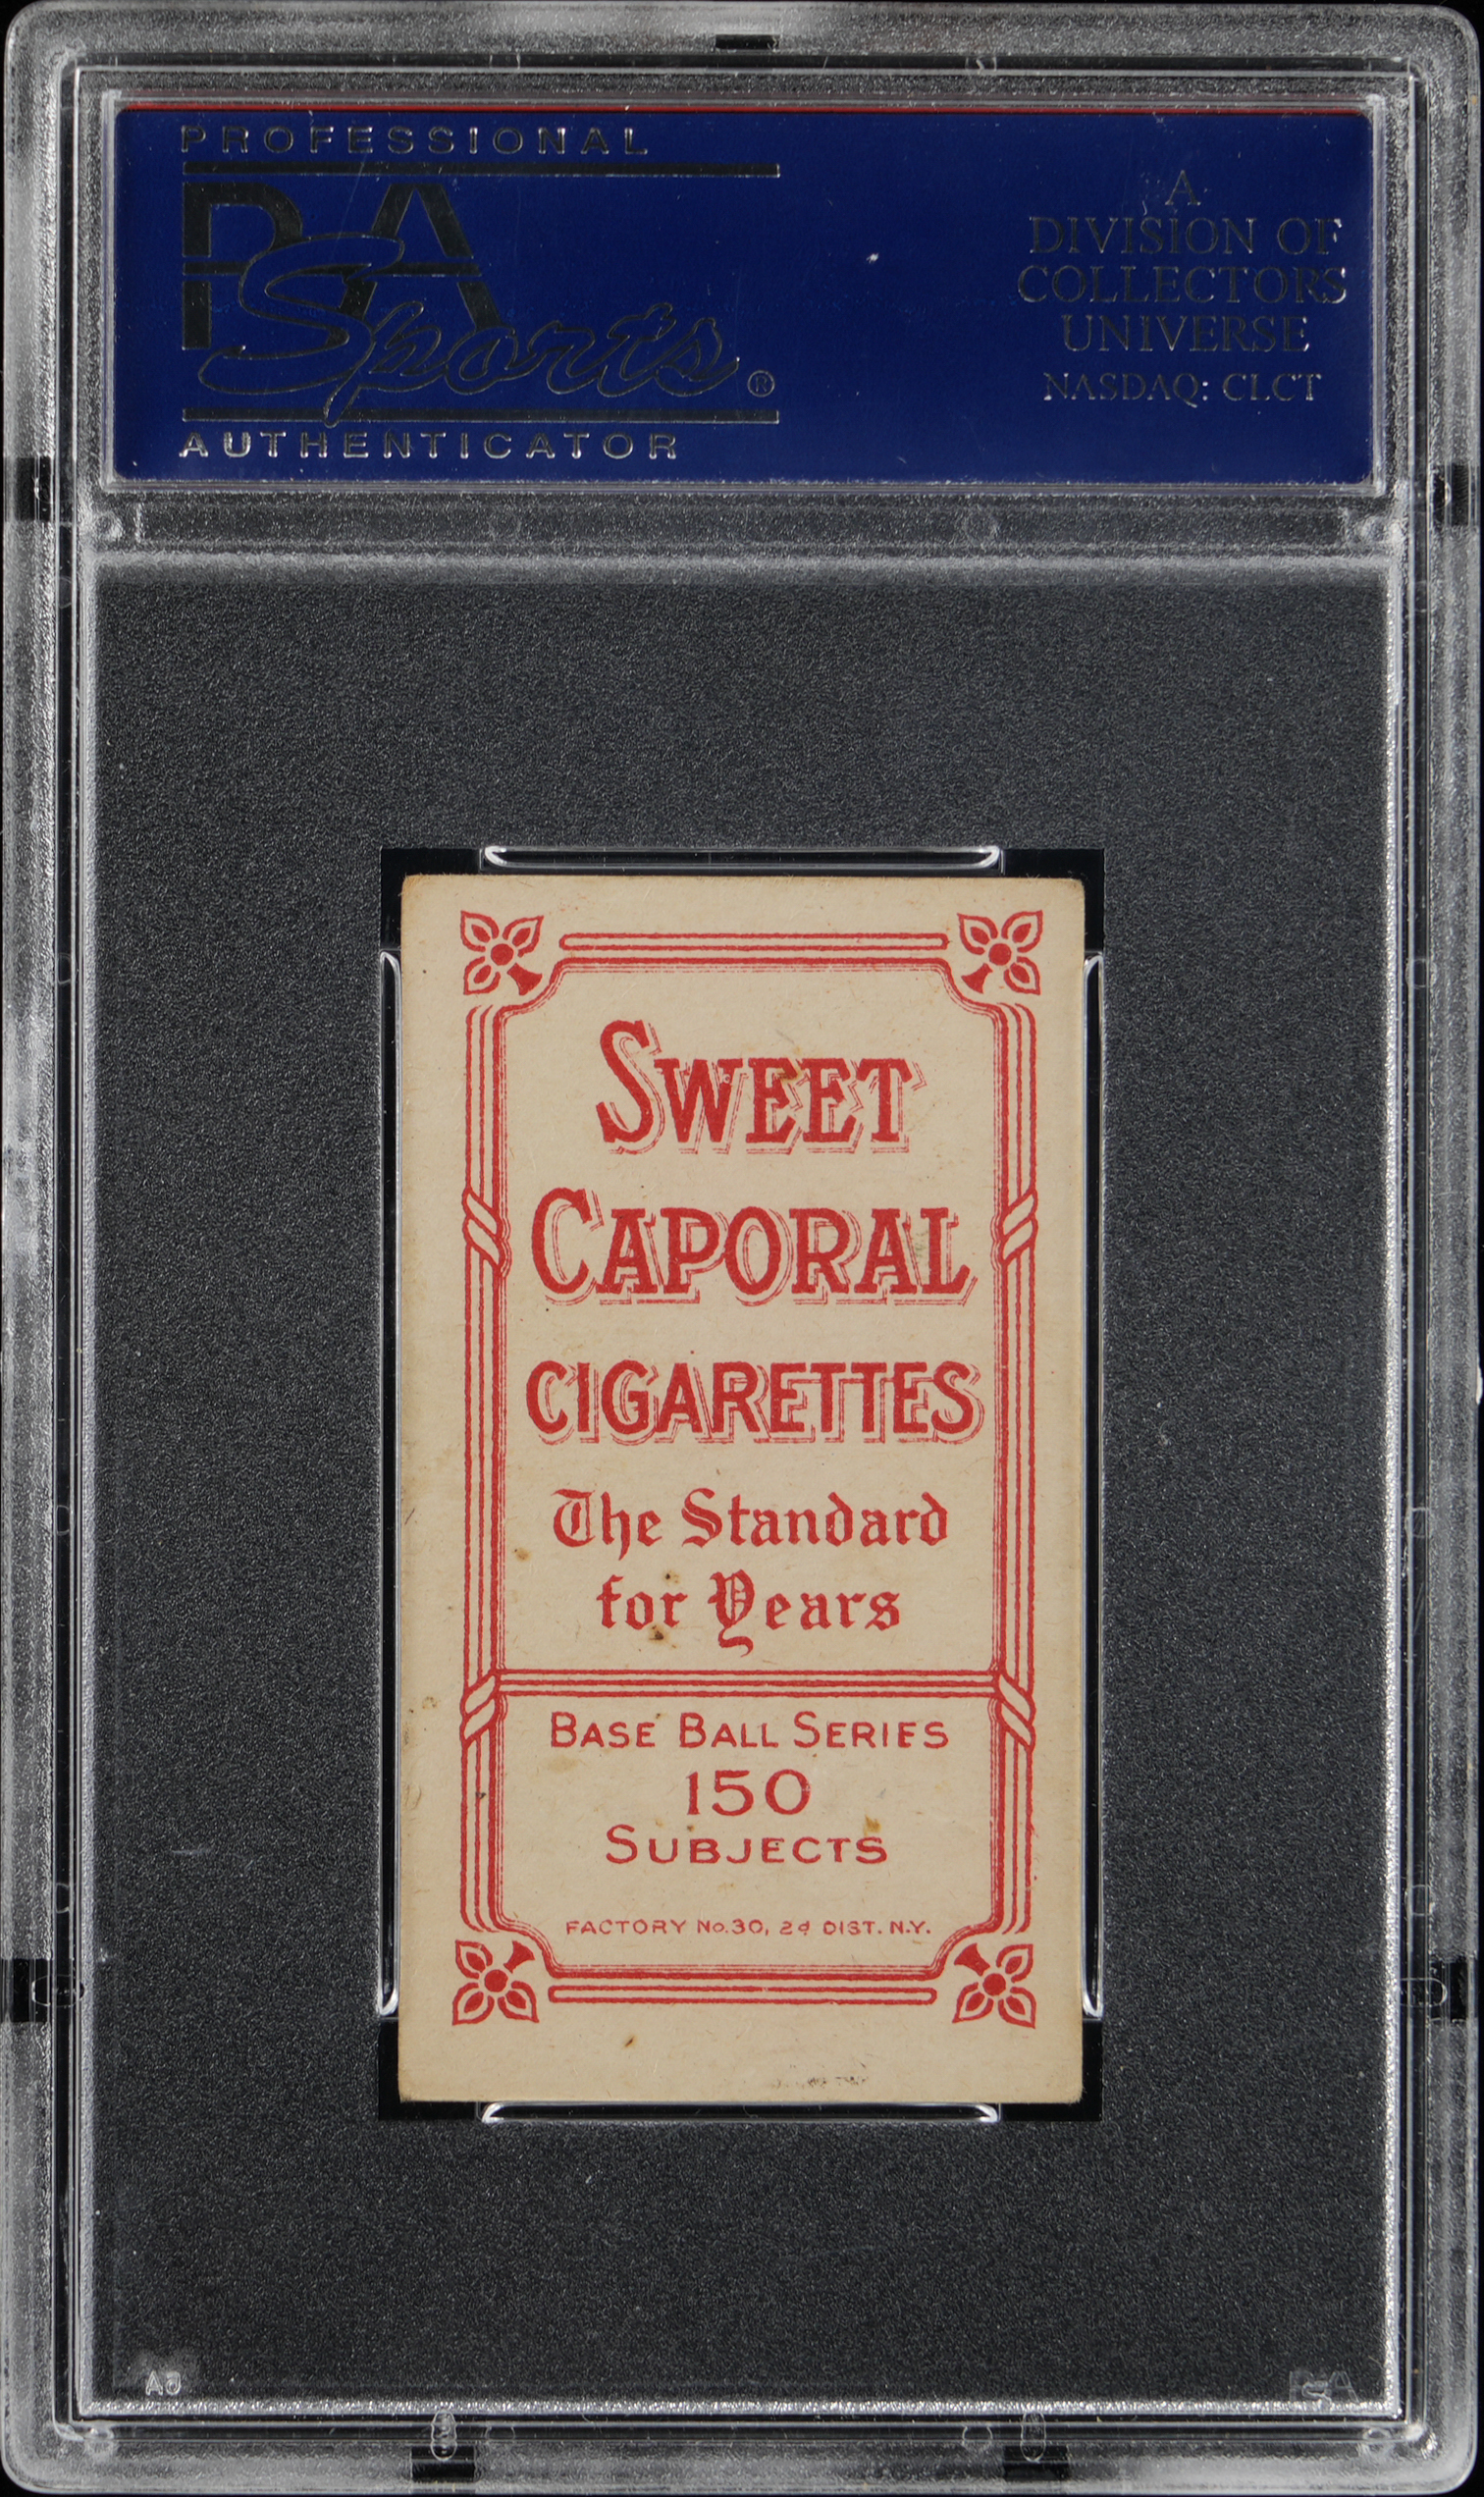 PROFESSIONAL
PSA
Sports®
AUTHENTICATOR
A
DIVISION OF
COLLECTORS
UNIVERSE
NASDAQ: CLCT
SWEET
CAPORAL
CIGARETTES
The Standard
for Years
BASE BALL SERIES
150
SUBJECTS
FACTORY No.30, 2d DIST. N.Y.
PSA